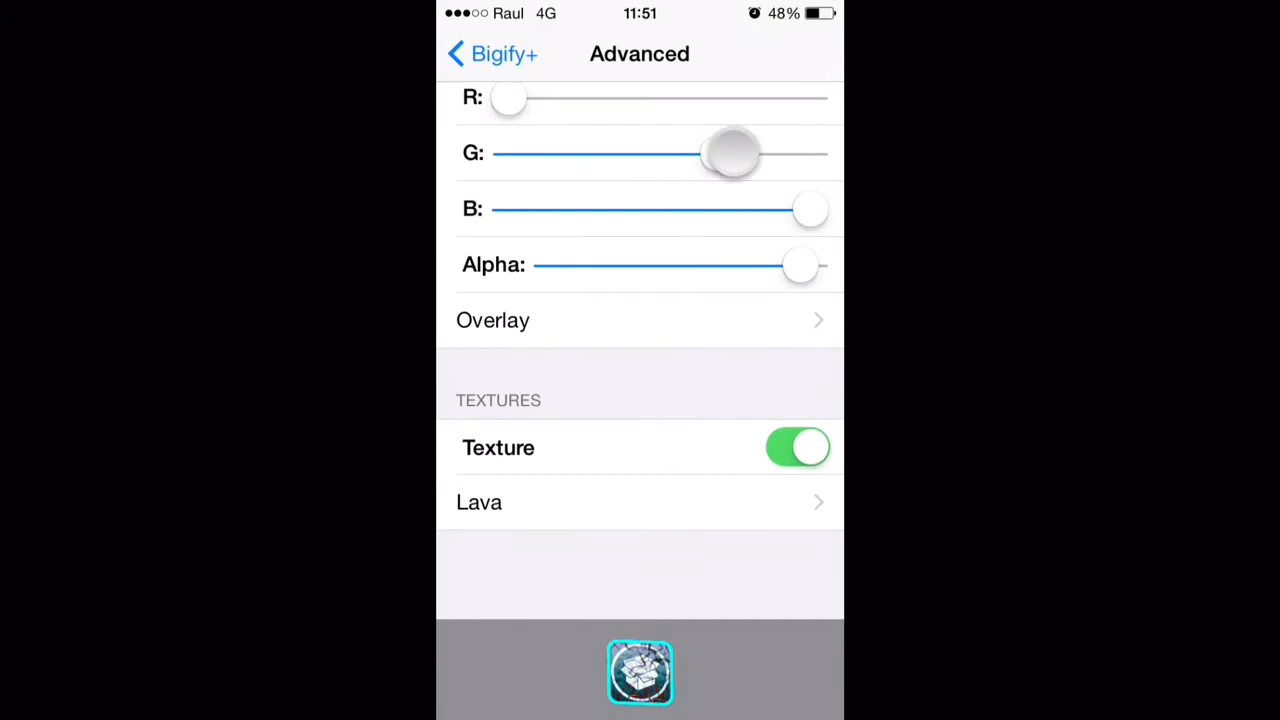 Raul 4G 11:51 48%
Bigify+ Advanced
R:
G:
B:
Alpha:
Overlay
TEXTURES
Texture
Lava